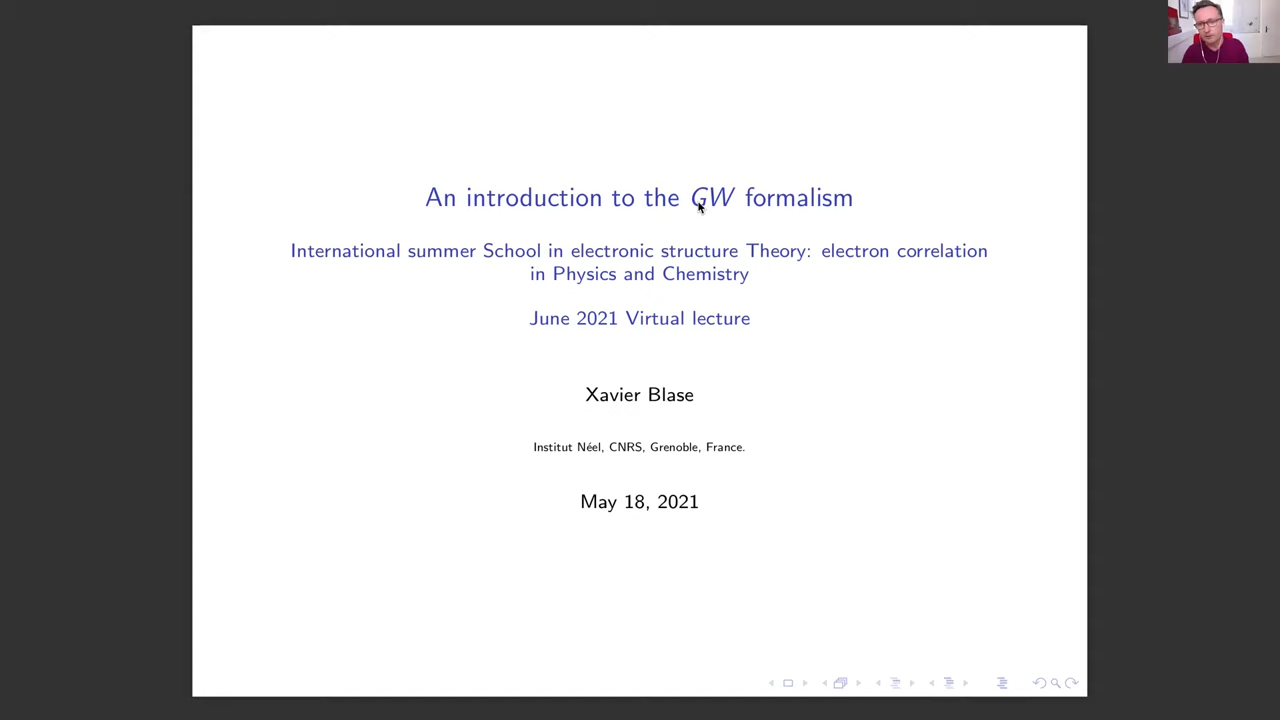 An introduction to the GW formalism
International summer School in electronic structure Theory: electron correlation
in Physics and Chemistry
June 2021 Virtual lecture
Xavier Blase
Institut Néel, CNRS, Grenoble, France.
May 18, 2021